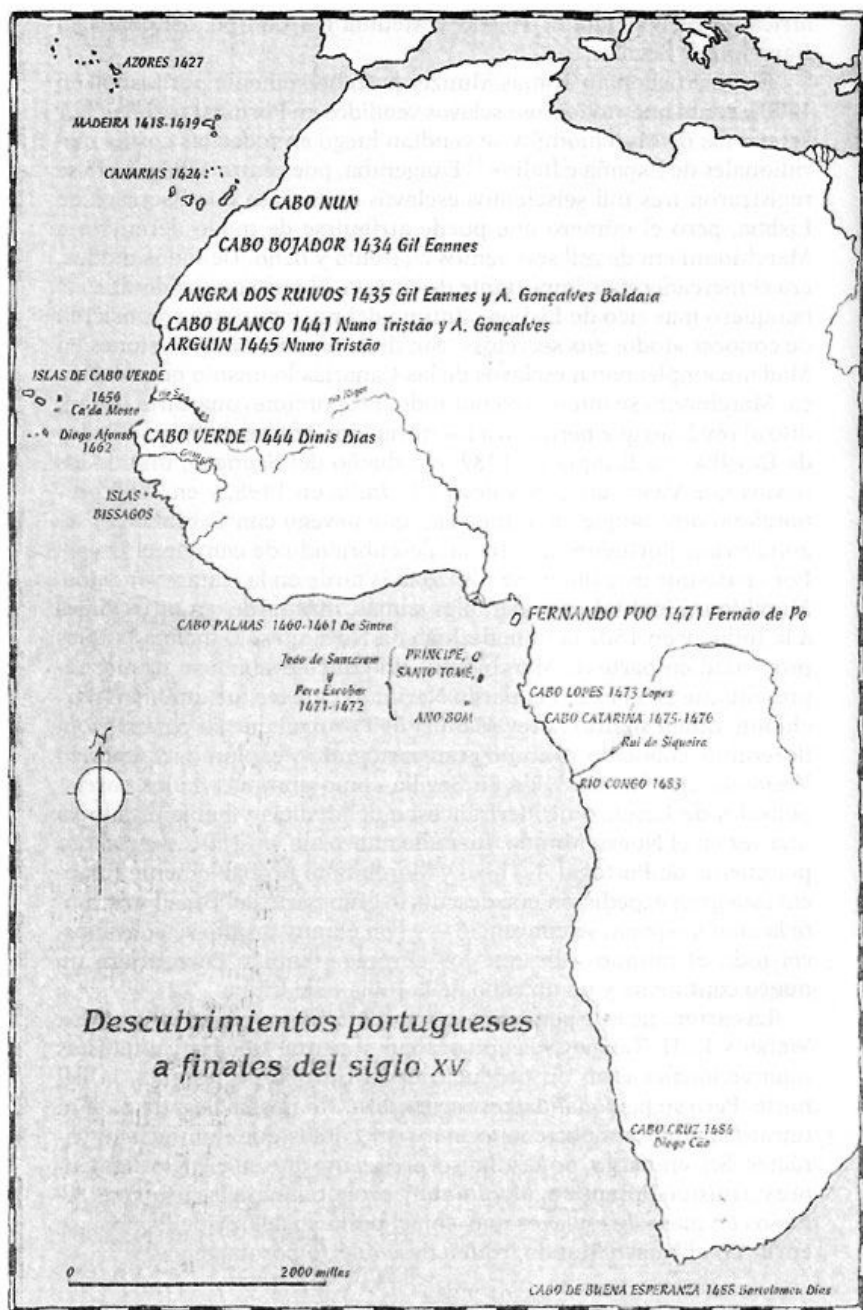 AZORES 1427
MADEIRA 1418-1419
CANARIAS 1424
CABO NUN
CABO BOJADOR 1434 Gil Eannes
ANGRA DOS RUIVOS 1435 Gil Eannes y A. Gonçalves Baldaia
CABO BLANCO 1441 Nuno Tristão y A. Gonçalves
ARGUIN 1445 Nuno Tristão
ISLAS DE CABO VERDE
1456
Ca'da Mosto
Diogo Afonso
1462
CABO VERDE 1444 Dinis Dias
ISLAS
BISSAGOS
CABO PALMAS 1460-1461 De Sintra
FERNANDO POO 1471 Fernão de Po
João de Santarem
y
Pero Escobar
1471-1472
PRINCIPE,
SANTO TOMÉ,
ANO BOM
CABO LOPES 1473 Lopes
CABO CATARINA 1475-1476
Rui de Siqueira
RÍO CONGO 1483
N
Descubrimientos portugueses
a finales del siglo XV
CABO CRUZ 1484
Diogo Cão
0 2000 millas
CABO DE BUENA ESPERANZA 1488 Bartolomeu Dias